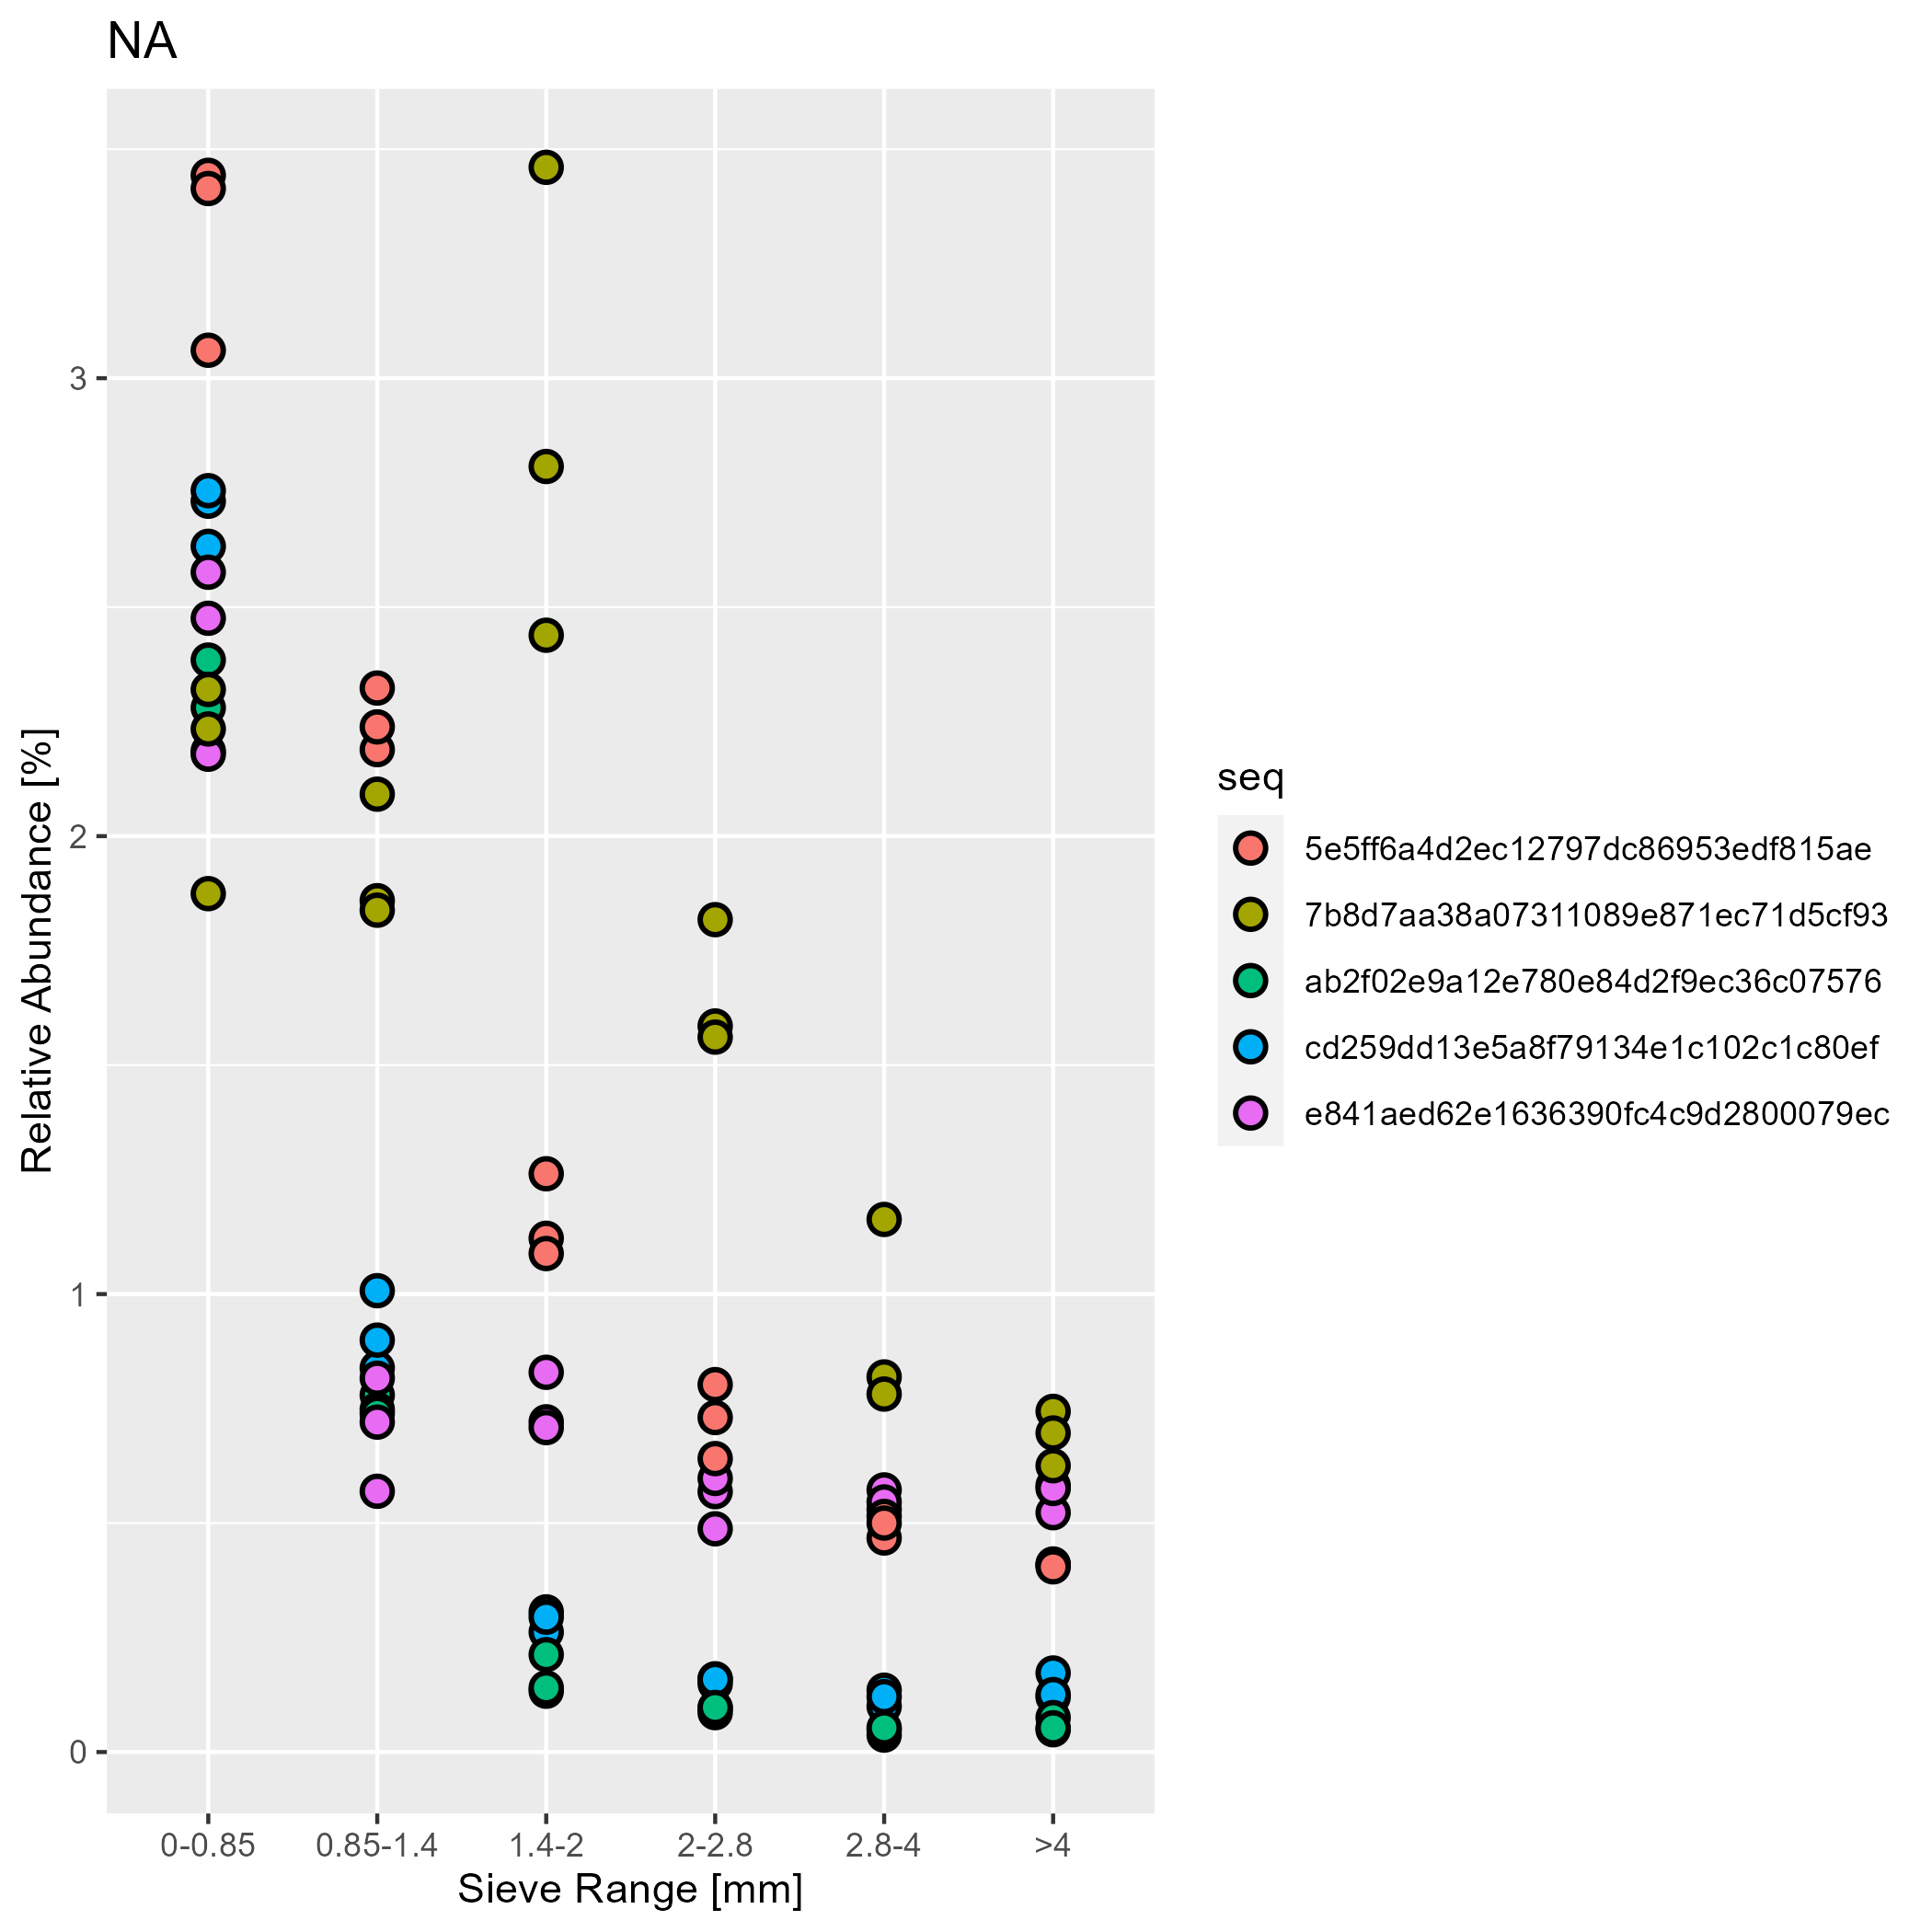 NA
Relative Abundance [%]
3
2
1
0
0-0.85
0.85-1.4
1.4-2
2-2.8
2.8-4
>4
Sieve Range [mm]
seq
5e5ff6a4d2ec12797dc86953edf815ae
7b8d7aa38a07311089e871ec71d5cf93
ab2f02e9a12e780e84d2f9ec36c07576
cd259dd13e5a8f79134e1c102c1c80ef
e841aed62e1636390fc4c9d2800079ec